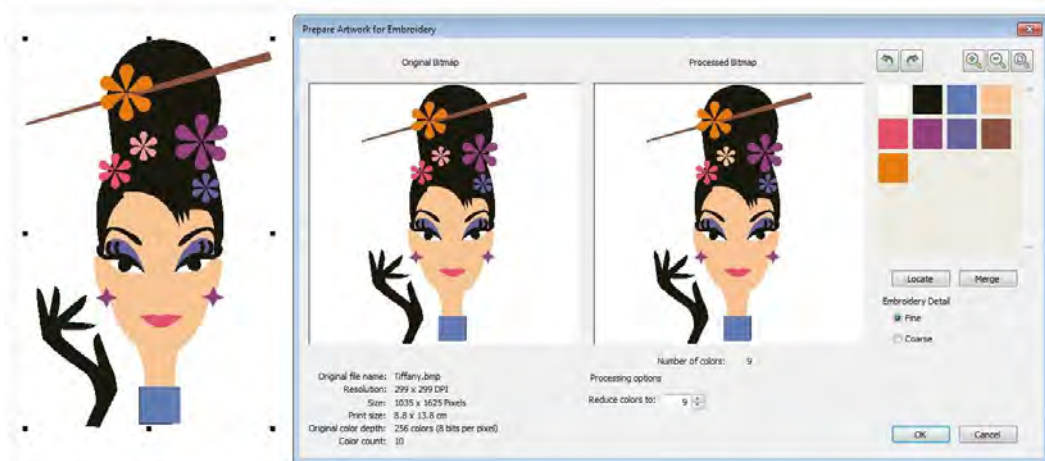 Prepare Artwork for Embroidery
Original Bitmap
Processed Bitmap
Locate
Merge
Embroidery Detail
Fine
Coarse
Number of colors: 9
Original file name: Tiffany.bmp
Resolution: 299 x 299 DPI
Size: 1035 x 1625 Pixels
Print size: 8.8 x 13.8 cm
Original color depth: 256 colors (8 bits per pixel)
Color count: 10
Processing options
Reduce colors to: 9
OK
Cancel